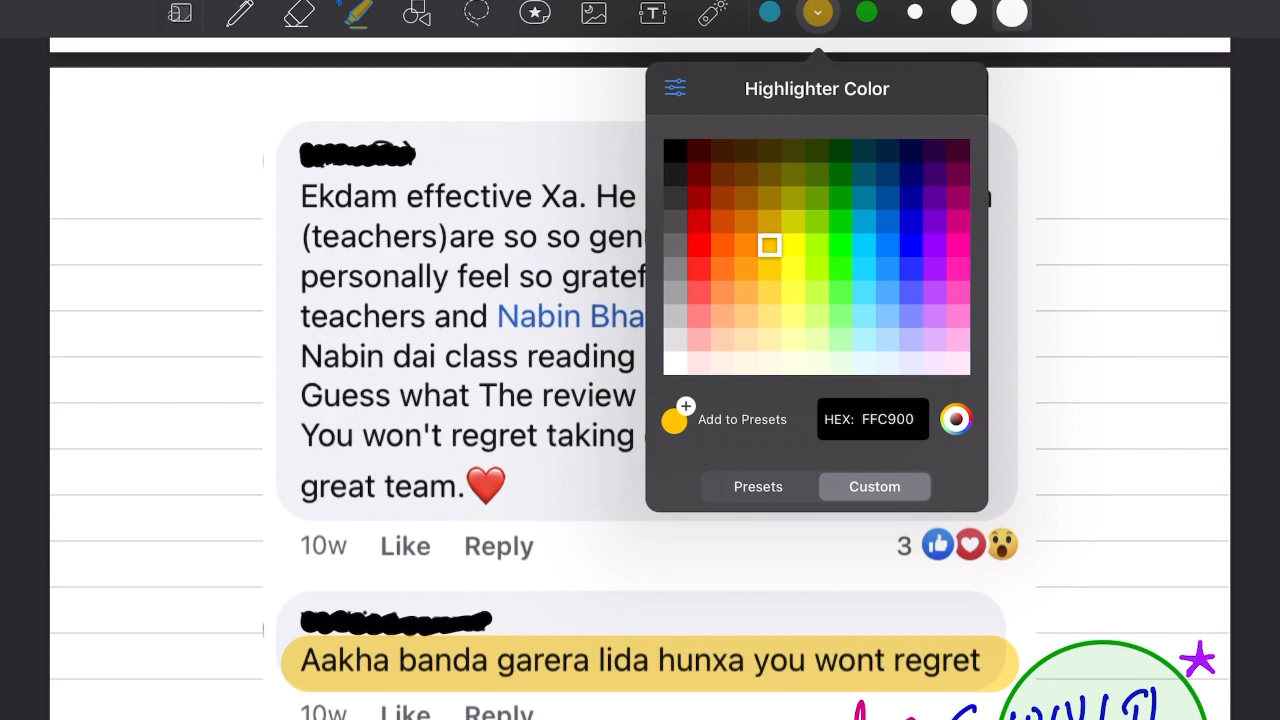 Highlighter Color
Ekdam effective Xa. He
(teachers)are so so gen
personally feel so gratef
teachers and Nabin Bha
Nabin dai class reading
Guess what The review
You won't regret taking
great team.❤️
HEX: FFC900
Add to Presets
Presets
Custom
10w Like Reply
3
Aakha banda garera lida hunxa you wont regret
10w Like Reply